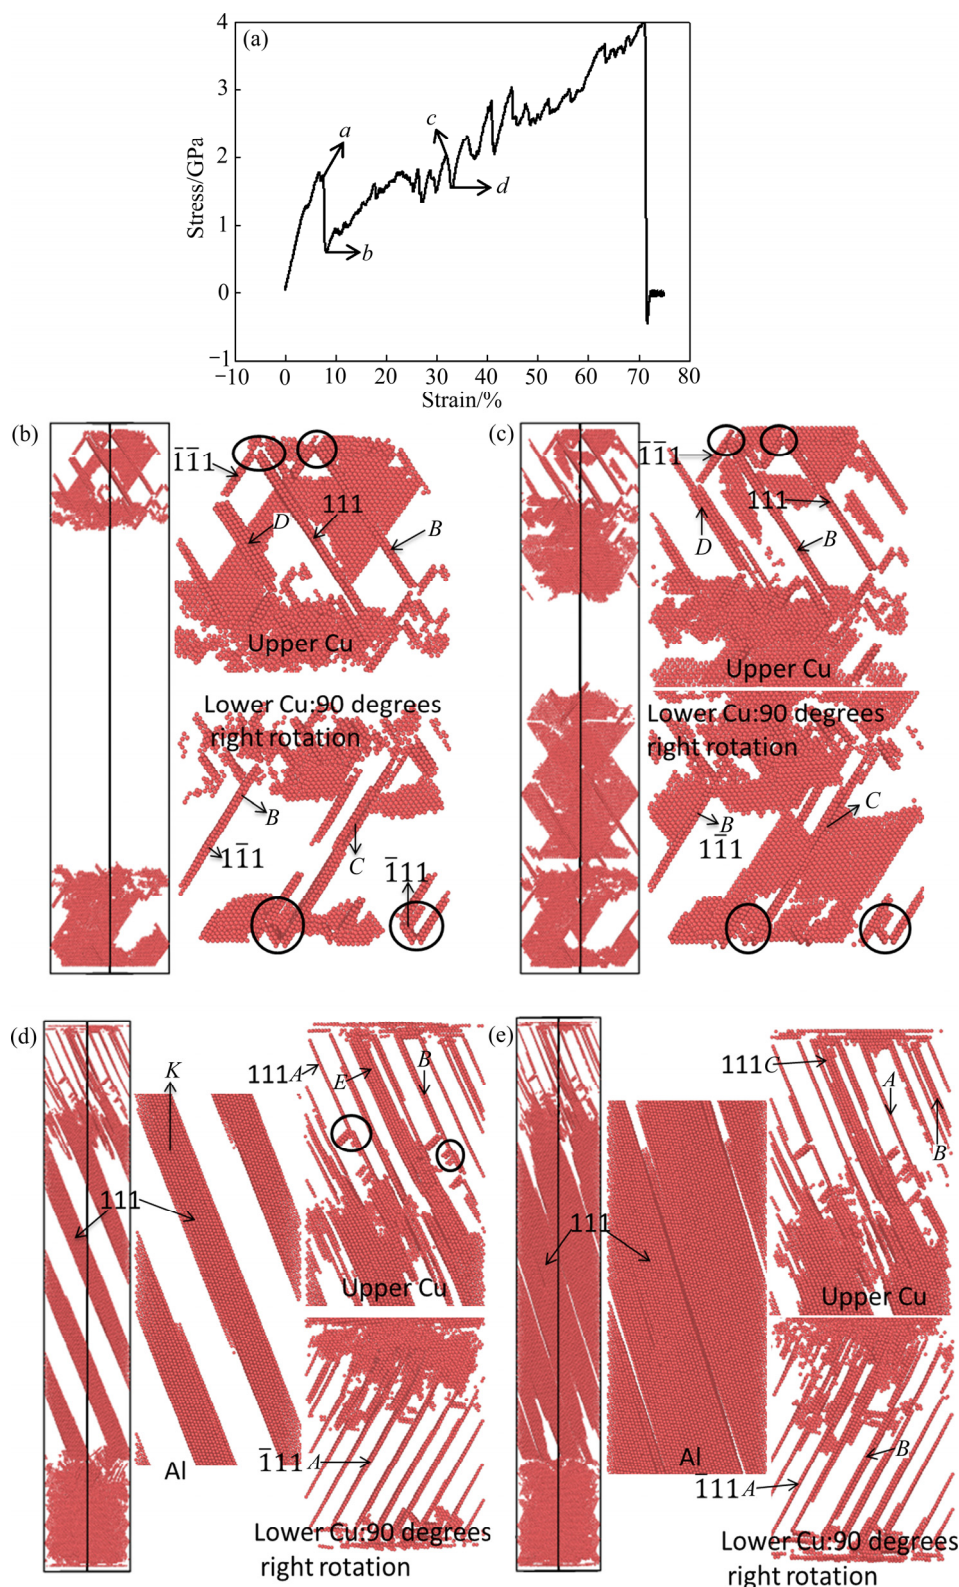 (a)
Stress/GPa
4
3
2
1
0
−1
a
b
c
d
−10 0 10 20 30 40 50 60 70 80
Strain/%
(b)
1̅1̅1
D
111
B
Upper Cu
Lower Cu:90 degrees
right rotation
B
11̅1
C
1̅11
(c)
1̅1̅1
111
D
B
Upper Cu
Lower Cu:90 degrees
right rotation
C
B
11̅1
(d)
K
111
Al
111 A
E
B
Upper Cu
1̅11 A
Lower Cu:90 degrees
right rotation
(e)
111
Al
111 C
A
B
Upper Cu
B
1̅11 A
Lower Cu:90 degrees
right rotation